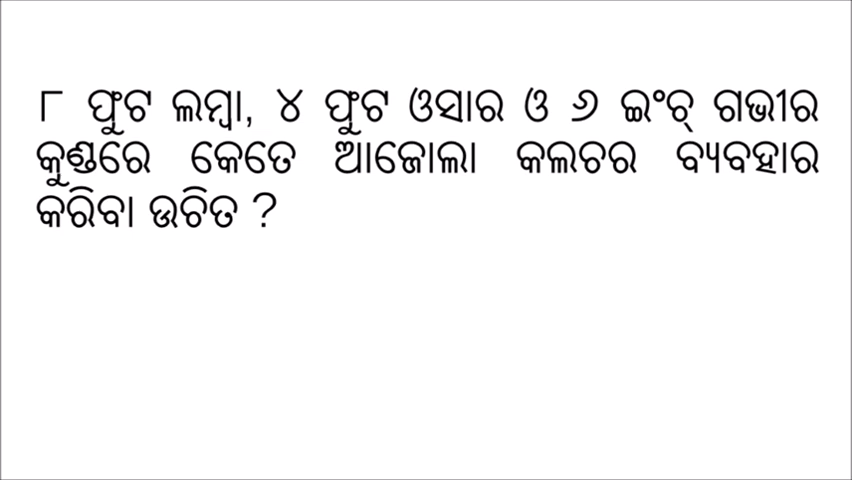 ୮ ଫୁଟ ଲମ୍ବା, ୪ ଫୁଟ ଓସାର ଓ ୬ ଇଂଚ୍ ଗଭୀର
କୁଣ୍ଡରେ କେତେ ଆଜୋଲା କଲଚର ବ୍ୟବହାର
କରିବା ଉଚିତ ?